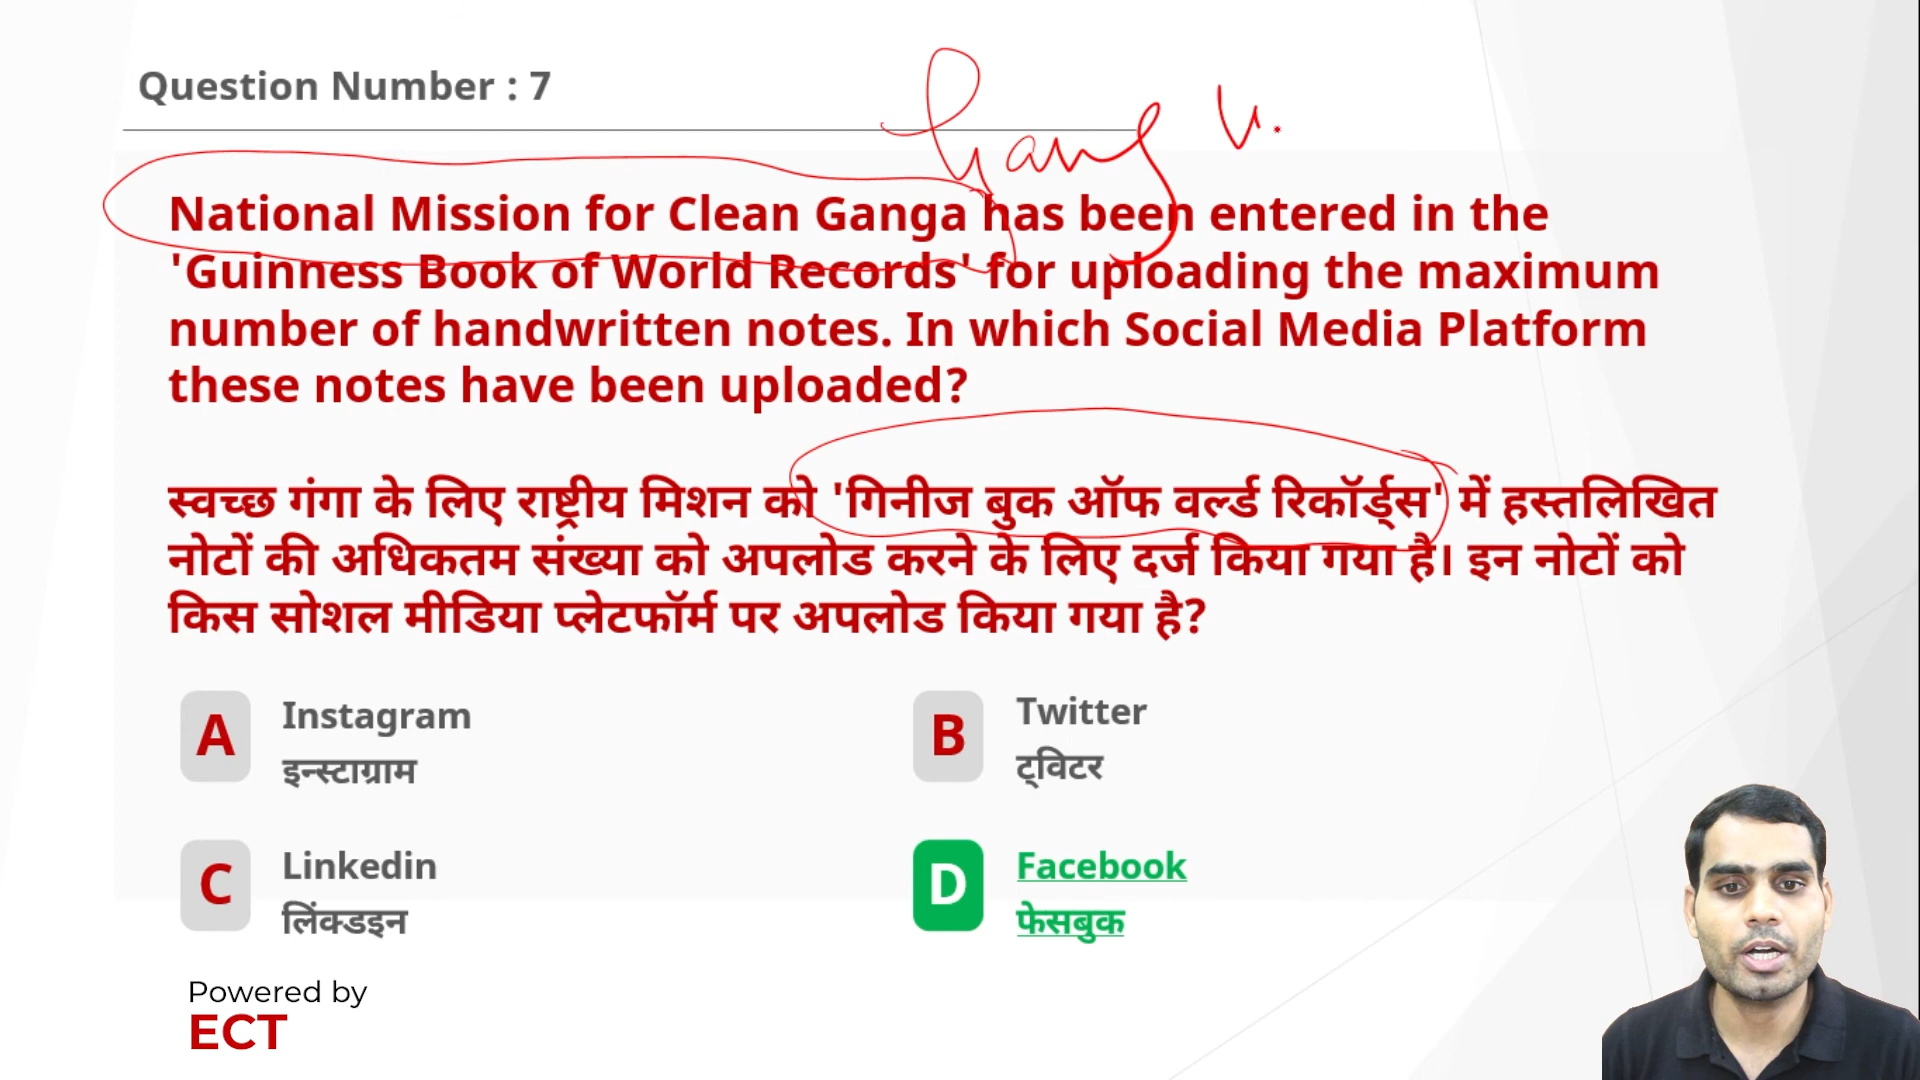 Question Number : 7
Gang U.
National Mission for Clean Ganga has been entered in the
'Guinness Book of World Records' for uploading the maximum
number of handwritten notes. In which Social Media Platform
these notes have been uploaded?
स्वच्छ गंगा के लिए राष्ट्रीय मिशन को 'गिनीज बुक ऑफ वर्ल्ड रिकॉर्ड्स' में हस्तलिखित
नोटों की अधिकतम संख्या को अपलोड करने के लिए दर्ज किया गया है। इन नोटों को
किस सोशल मीडिया प्लेटफॉर्म पर अपलोड किया गया है?
A Instagram
इन्स्टाग्राम
B Twitter
ट्विटर
C Linkedin
लिंक्डइन
D Facebook
फेसबुक
Powered by
ECT